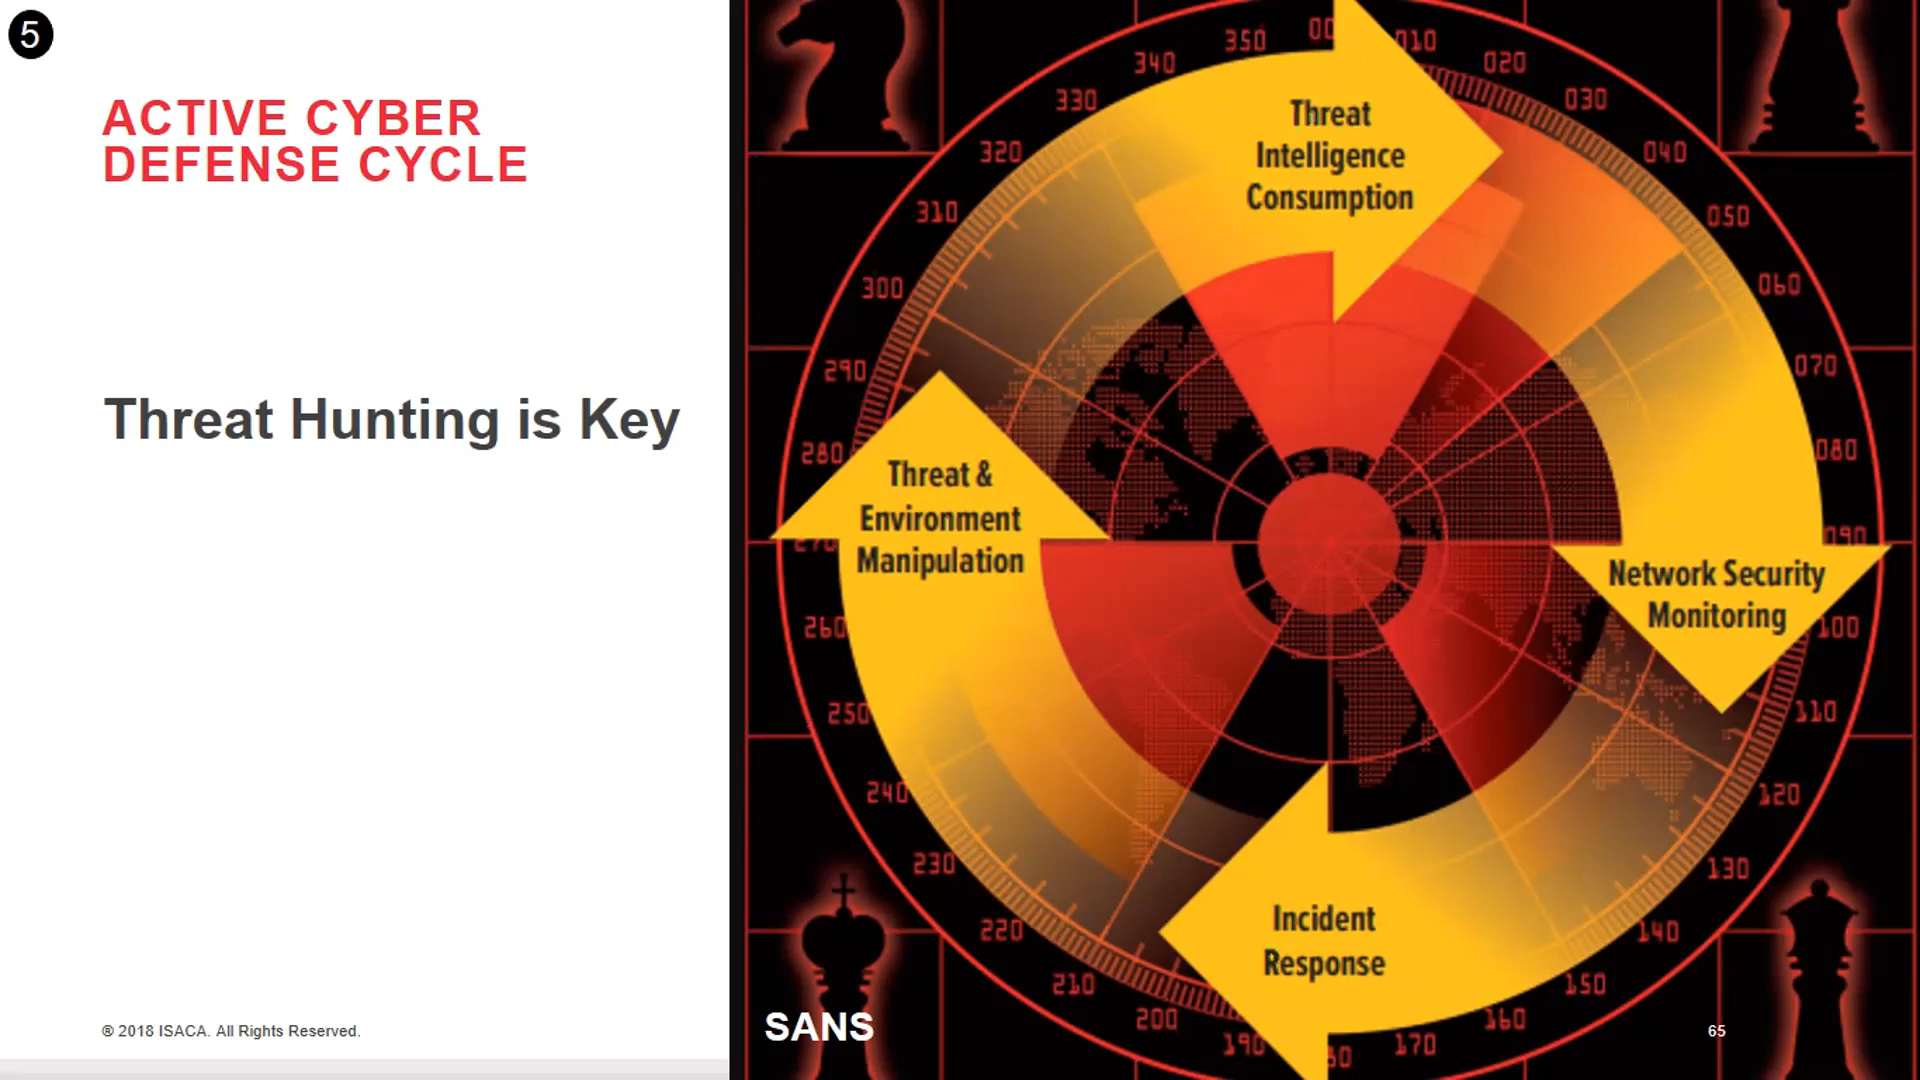 5
ACTIVE CYBER
DEFENSE CYCLE
Threat Hunting is Key
® 2018 ISACA. All Rights Reserved.
Threat
Intelligence
Consumption
Network Security
Monitoring
Incident
Response
Threat &
Environment
Manipulation
350
010
020
030
040
050
060
070
080
090
100
110
120
130
140
150
160
170
190
200
210
220
230
240
250
260
280
290
300
310
320
330
340
SANS
65